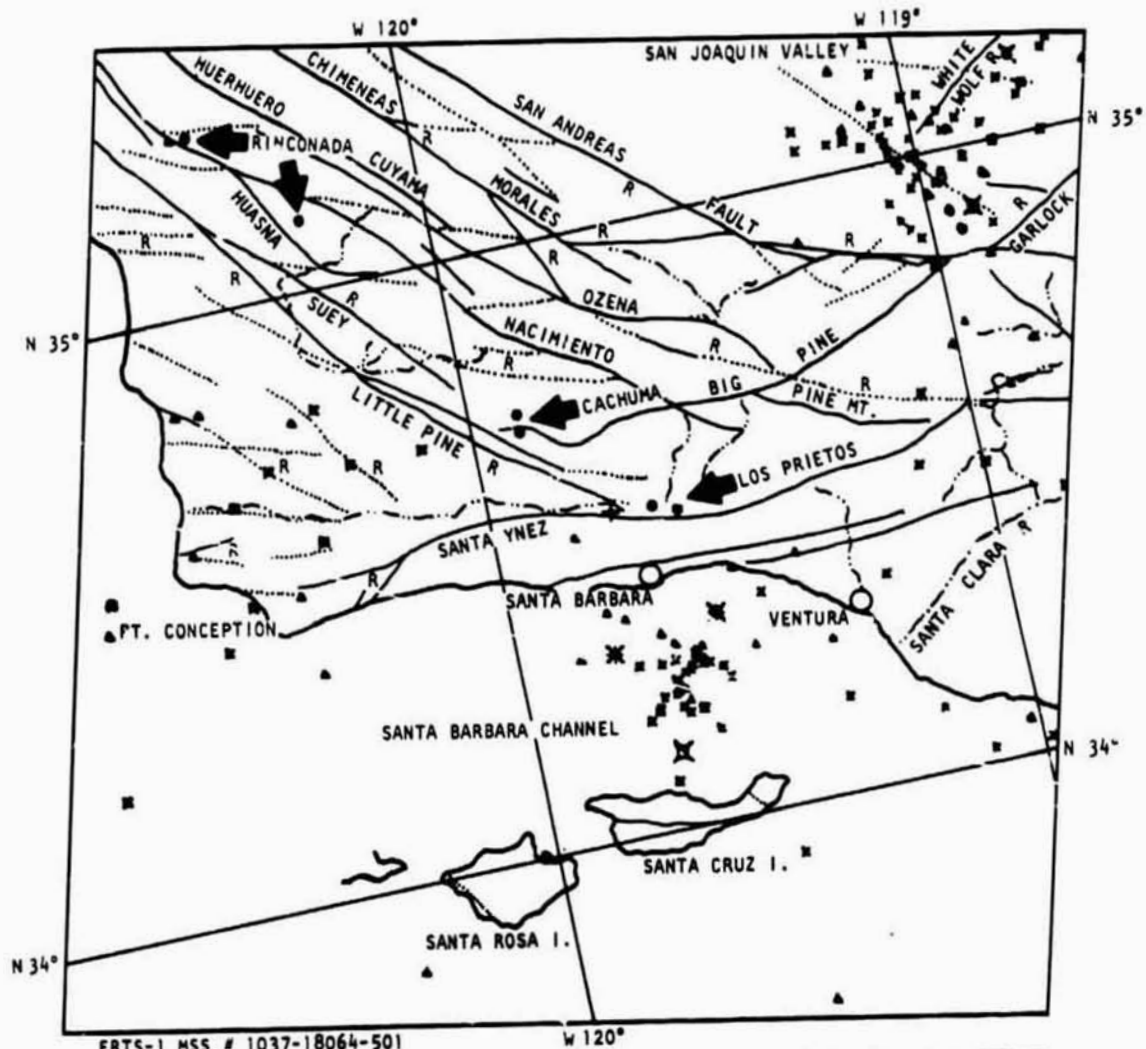 W 120°
W 119°
SAN JOAQUIN VALLEY
WHITE
WOLF R.
HUERHUERO
CHIMENEAS
SAN ANDREAS
N 35°
RINCONADA
R
CUYAMA
MORALES
R
FAULT
R
GARLOCK
HUASNA
R
R
R
R
R
R
SUEY
OZENA
N 35°
NACIMIENTO
R
PINE
R
R
BIG
PINE MT.
CACHUMA
LITTLE PINE
R
R
R
LOS PRIETOS
SANTA YNEZ
R
R
SANTA CLARA
SANTA BARBARA
VENTURA
PT. CONCEPTION
SANTA BARBARA CHANNEL
N 34°
SANTA CRUZ I.
SANTA ROSA I.
N 34°
W 120°
ERTS-1 MSS # 1037-18064-501